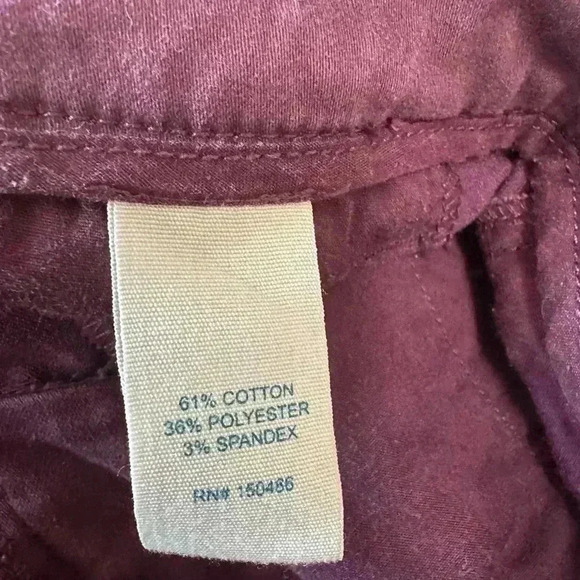 61% COTTON
36% POLYESTER
3% SPANDEX
RN# 150486